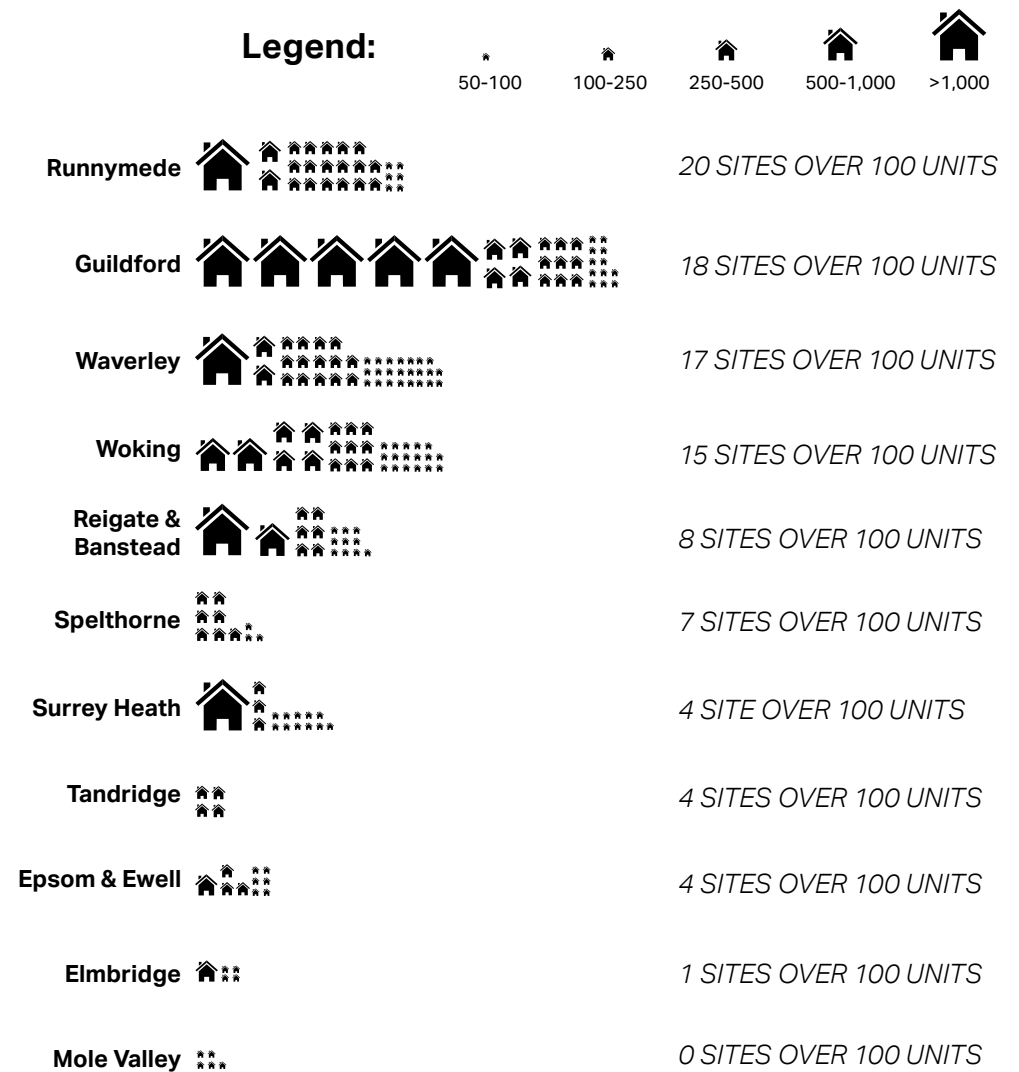 Legend:
50-100
100-250
250-500
500-1,000
>1,000
Runnymede
20 SITES OVER 100 UNITS
Guildford
18 SITES OVER 100 UNITS
Waverley
17 SITES OVER 100 UNITS
Woking
15 SITES OVER 100 UNITS
Reigate &
Banstead
8 SITES OVER 100 UNITS
Spelthorne
7 SITES OVER 100 UNITS
Surrey Heath
4 SITE OVER 100 UNITS
Tandridge
4 SITES OVER 100 UNITS
Epsom & Ewell
4 SITES OVER 100 UNITS
Elmbridge
1 SITES OVER 100 UNITS
Mole Valley
0 SITES OVER 100 UNITS